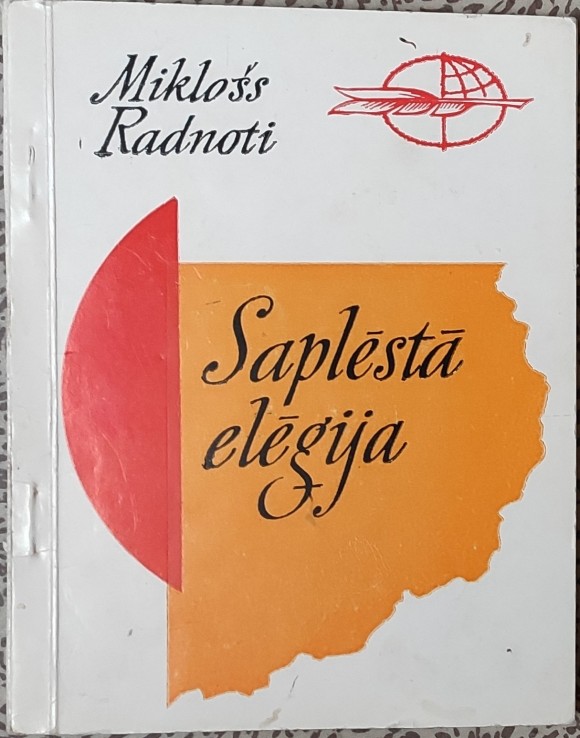 Miklošs
Radnoti
Saplēstā
elēģija